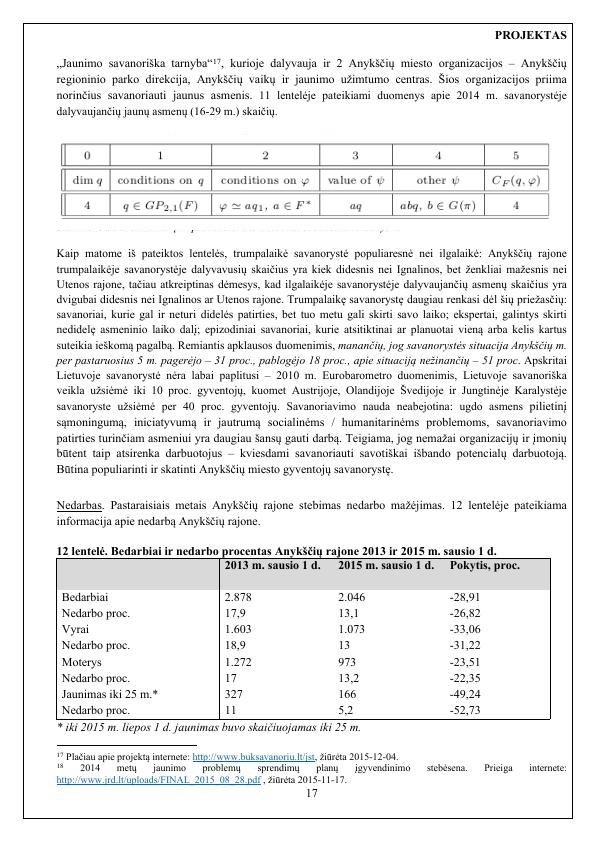 PROJEKTAS
„Jaunimo savanoriška tarnyba“17, kurioje dalyvauja ir 2 Anykščių miesto organizacijos – Anykščių
regioninio parko direkcija, Anykščių vaikų ir jaunimo užimtumo centras. Šios organizacijos priima
norinčius savanoriauti jaunus asmenis. 11 lentelėje pateikiami duomenys apie 2014 m. savanorystėje
dalyvaujančių jaunų asmenų (16-29 m.) skaičių.
0 1 2 3 4 5
dim q conditions on q conditions on φ value of ψ other ψ C_F(q, φ)
4 q ∈ GP_{2,1}(F) φ ≃ aq_1, a ∈ F* aq abq, b ∈ G(π) 4
Kaip matome iš pateiktos lentelės, trumpalaikė savanorystė populiaresnė nei ilgalaikė: Anykščių rajone
trumpalaikėje savanorystėje dalyvavusių skaičius yra kiek didesnis nei Ignalinos, bet ženkliai mažesnis nei
Utenos rajone, tačiau atkreiptinas dėmesys, kad ilgalaikėje savanorystėje dalyvaujančių asmenų skaičius yra
dvigubai didesnis nei Ignalinos ar Utenos rajone. Trumpalaikę savanorystę daugiau renkasi dėl šių priežasčių:
savanoriai, kurie gal ir neturi didelės patirties, bet tuo metu gali skirti savo laiko; ekspertai, galintys skirti
nedidelę asmeninio laiko dalį; epizodiniai savanoriai, kurie atsitiktinai ar planuotai vieną arba kelis kartus
suteikia ieškomą pagalbą. Remiantis apklausos duomenimis, manančių, jog savanorystės situacija Anykščių m.
per pastaruosius 5 m. pagerėjo – 31 proc., pablogėjo 18 proc., apie situaciją nežinančių – 51 proc. Apskritai
Lietuvoje savanorystė nėra labai paplitusi – 2010 m. Eurobarometro duomenimis, Lietuvoje savanoriška
veikla užsiėmė iki 10 proc. gyventojų, kuomet Austrijoje, Olandijoje Švedijoje ir Jungtinėje Karalystėje
savanoryste užsiėmė per 40 proc. gyventojų. Savanoriavimo nauda neabejotina: ugdo asmens pilietinį
sąmoningumą, iniciatyvumą ir jautrumą socialinėms / humanitarinėms problemoms, savanoriavimo
patirties turinčiam asmeniui yra daugiau šansų gauti darbą. Teigiama, jog nemažai organizacijų ir įmonių
būtent taip atsirenka darbuotojus – kviesdami savanoriauti savotiškai išbando potencialų darbuotoją.
Būtina populiarinti ir skatinti Anykščių miesto gyventojų savanorystę.
Nedarbas. Pastaraisiais metais Anykščių rajone stebimas nedarbo mažėjimas. 12 lentelėje pateikiama
informacija apie nedarbą Anykščių rajone.
12 lentelė. Bedarbiai ir nedarbo procentas Anykščių rajone 2013 ir 2015 m. sausio 1 d.
2013 m. sausio 1 d. 2015 m. sausio 1 d. Pokytis, proc.
Bedarbiai 2.878 2.046 -28,91
Nedarbo proc. 17,9 13,1 -26,82
Vyrai 1.603 1.073 -33,06
Nedarbo proc. 18,9 13 -31,22
Moterys 1.272 973 -23,51
Nedarbo proc. 17 13,2 -22,35
Jaunimas iki 25 m.* 327 166 -49,24
Nedarbo proc. 11 5,2 -52,73
* iki 2015 m. liepos 1 d. jaunimas buvo skaičiuojamas iki 25 m.
17 Plačiau apie projektą internete: http://www.buksavanoriu.lt/jst, žiūrėta 2015-12-04.
18 2014 metų jaunimo problemų sprendimų planų įgyvendinimo stebėsena. Prieiga internete:
http://www.jrd.lt/uploads/FINAL_2015_08_28.pdf , žiūrėta 2015-11-17.
17